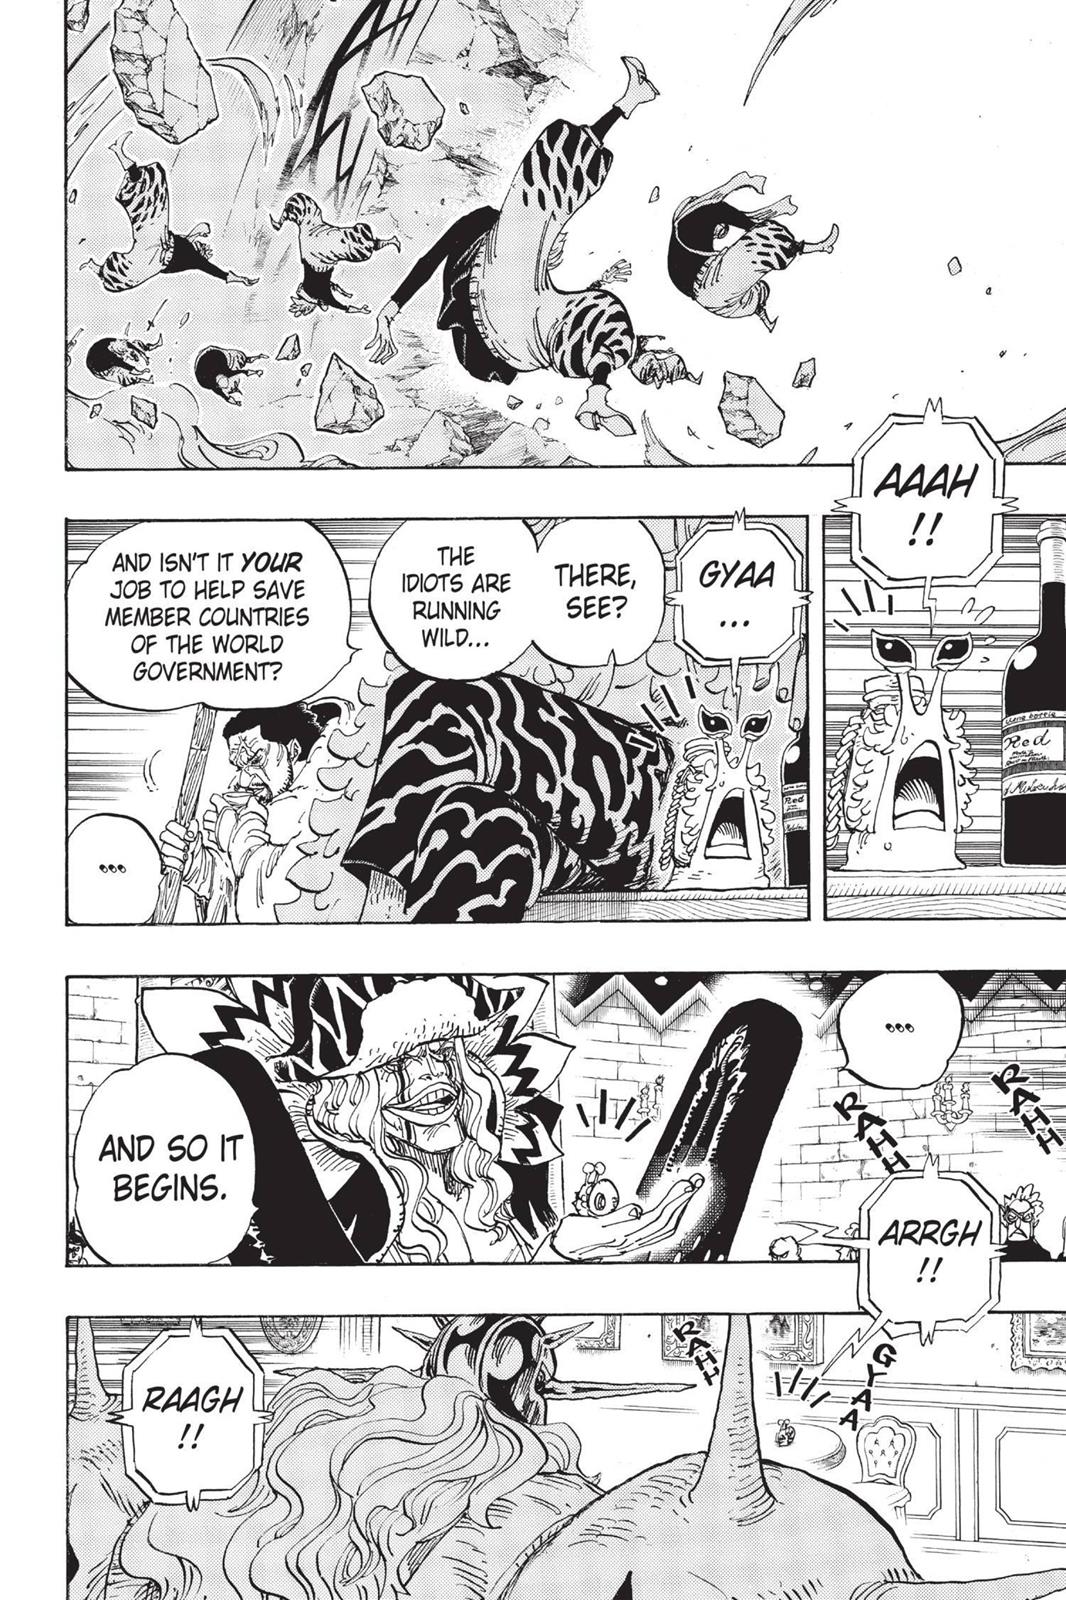 AAAH
!!
GYAA
...
THERE,
SEE?
THE
IDIOTS ARE
RUNNING
WILD...
AND ISN'T IT YOUR
JOB TO HELP SAVE
MEMBER COUNTRIES
OF THE WORLD
GOVERNMENT?
...
Red
Red
...
RAHH
RAHH
ARRGH
!!
AND SO IT
BEGINS.
GYAA
RAHH
RAAGH
!!